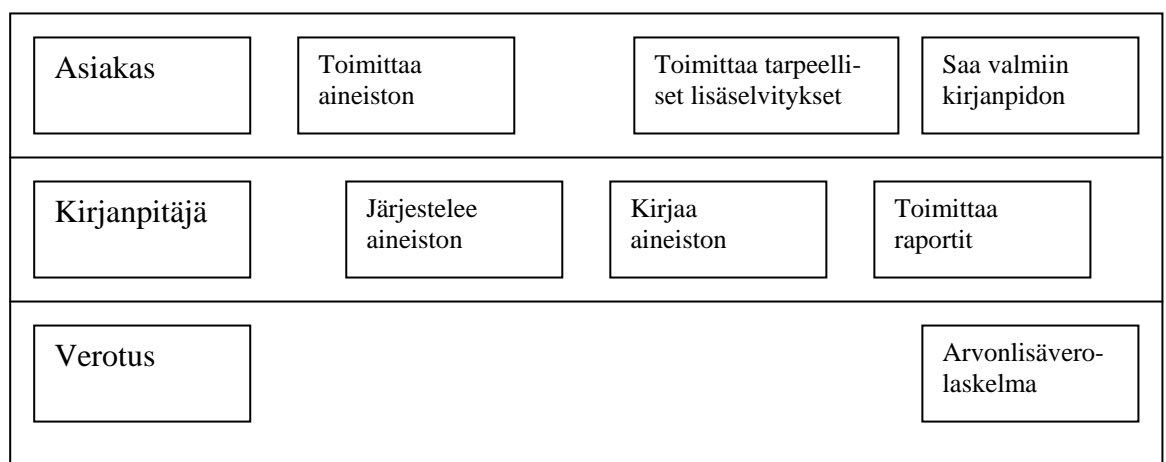 Asiakas
Toimittaa
aineiston
Toimittaa tarpeelli-
set lisäselvitykset
Saa valmiin
kirjanpidon
Kirjanpitäjä
Järjestelee
aineiston
Kirjaa
aineiston
Toimittaa
raportit
Verotus
Arvonlisävero-
laskelma